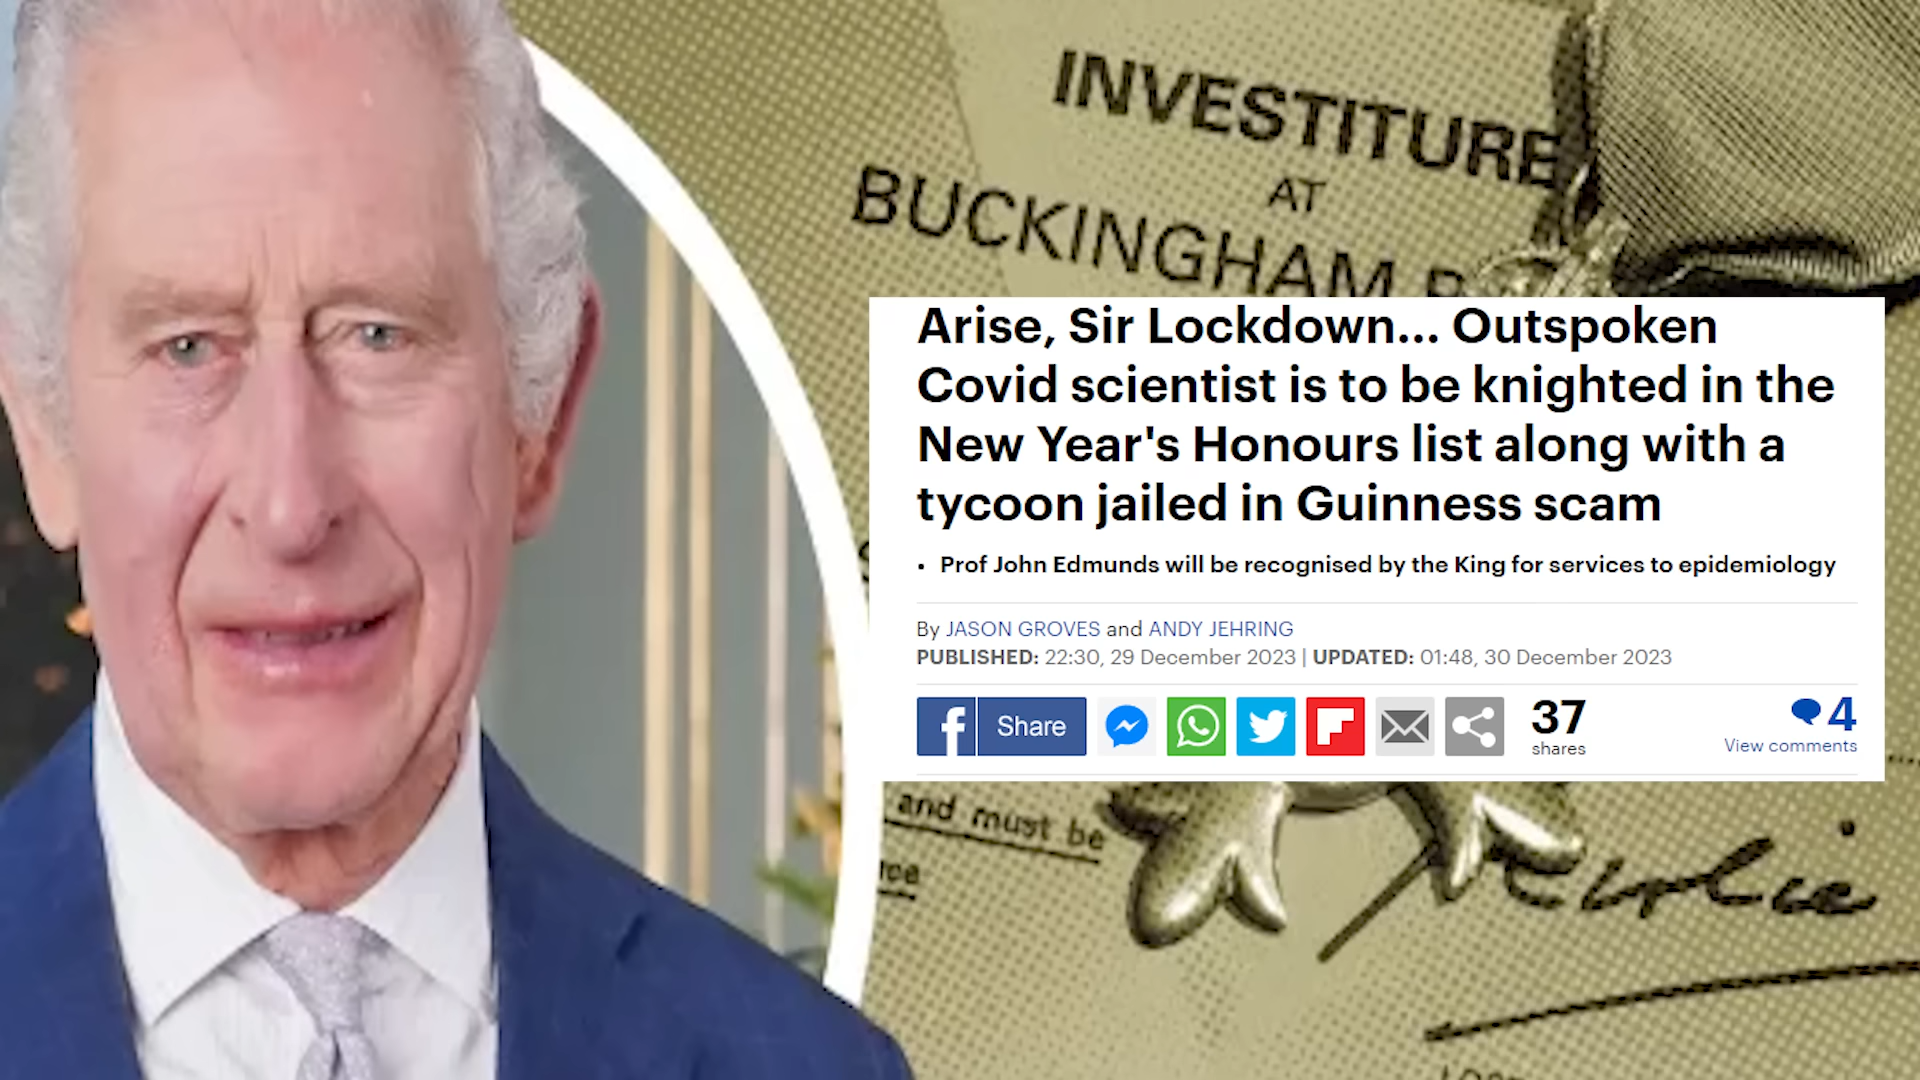 INVESTITURE
AT
BUCKINGHAM
Arise, Sir Lockdown... Outspoken
Covid scientist is to be knighted in the
New Year's Honours list along with a
tycoon jailed in Guinness scam
• Prof John Edmunds will be recognised by the King for services to epidemiology
By JASON GROVES and ANDY JEHRING
PUBLISHED: 22:30, 29 December 2023 | UPDATED: 01:48, 30 December 2023
Share
37
shares
4
View comments
and must be